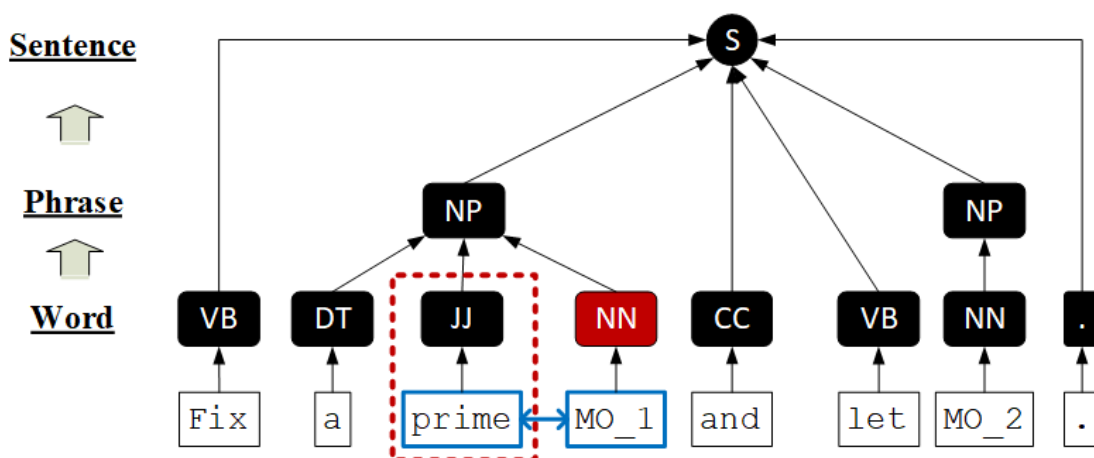 Sentence
S
Phrase
NP NP
Word
VB DT JJ NN CC VB NN .
Fix a prime MO_1 and let MO_2 .